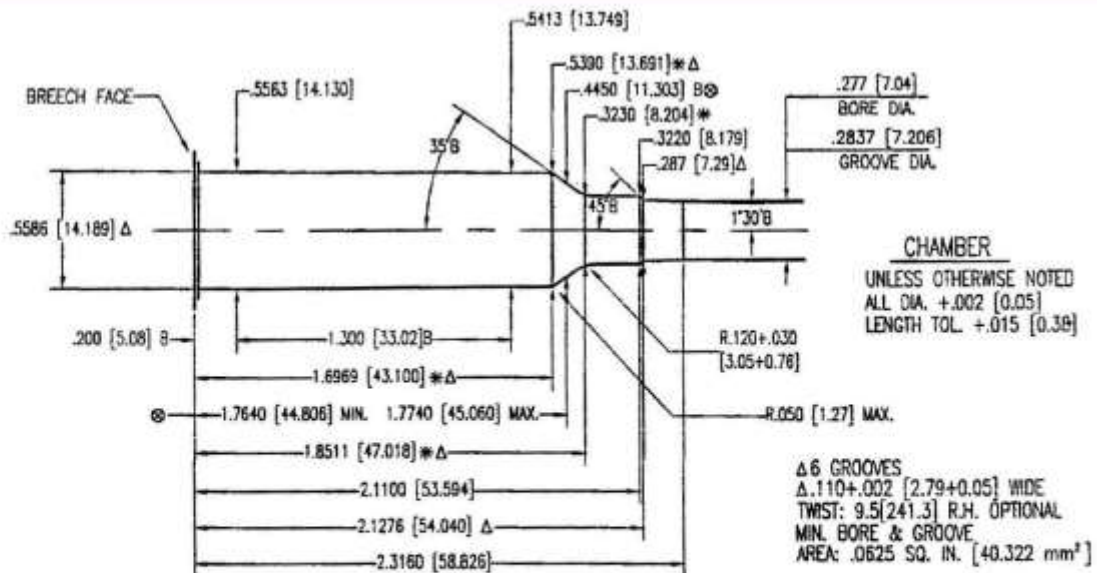 .5413 [13.749]
.5390 [13.691]*Δ
.5563 [14.130]
.4450 [11.303] B⊗
.277 [7.04]
BORE DIA.
BREECH FACE
.3230 [8.204]*
.3220 [8.179]
.2837 [7.206]
GROOVE DIA.
35°B
.287 [7.29]Δ
45°B
1°30'B
.5586 [14.189] Δ
CHAMBER
UNLESS OTHERWISE NOTED
ALL DIA. +.002 [0.05]
LENGTH TOL. +.015 [0.38]
.200 [5.08] B
1.300 [33.02]B
R.120+.030
[3.05+0.76]
1.6969 [43.100]*Δ
⊗ 1.7640 [44.806] MIN. 1.7740 [45.060] MAX.
R.050 [1.27] MAX.
1.8511 [47.018]*Δ
2.1100 [53.594]
Δ6 GROOVES
Δ.110+.002 [2.79+0.05] WIDE
TWIST: 9.5[241.3] R.H. OPTIONAL
MIN. BORE & GROOVE
AREA: .0625 SQ. IN. [40.322 mm²]
2.1276 [54.040] Δ
2.3160 [58.826]